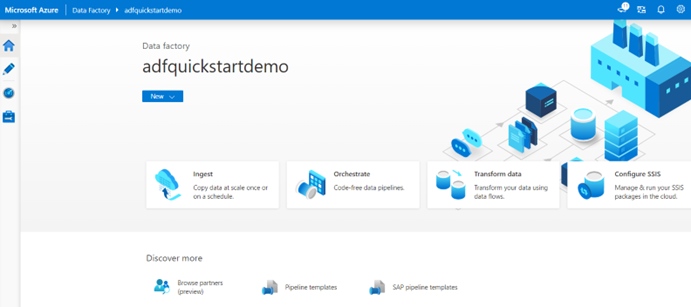 Microsoft Azure Data Factory adfquickstartdemo
Data factory
adfquickstartdemo
New
Ingest
Copy data at scale once or
on a schedule.
Orchestrate
Code-free data pipelines.
Transform data
Transform your data using
data flows.
Configure SSIS
Manage & run your SSIS
packages in the cloud.
Discover more
Browse partners
(preview)
Pipeline templates
SAP pipeline templates